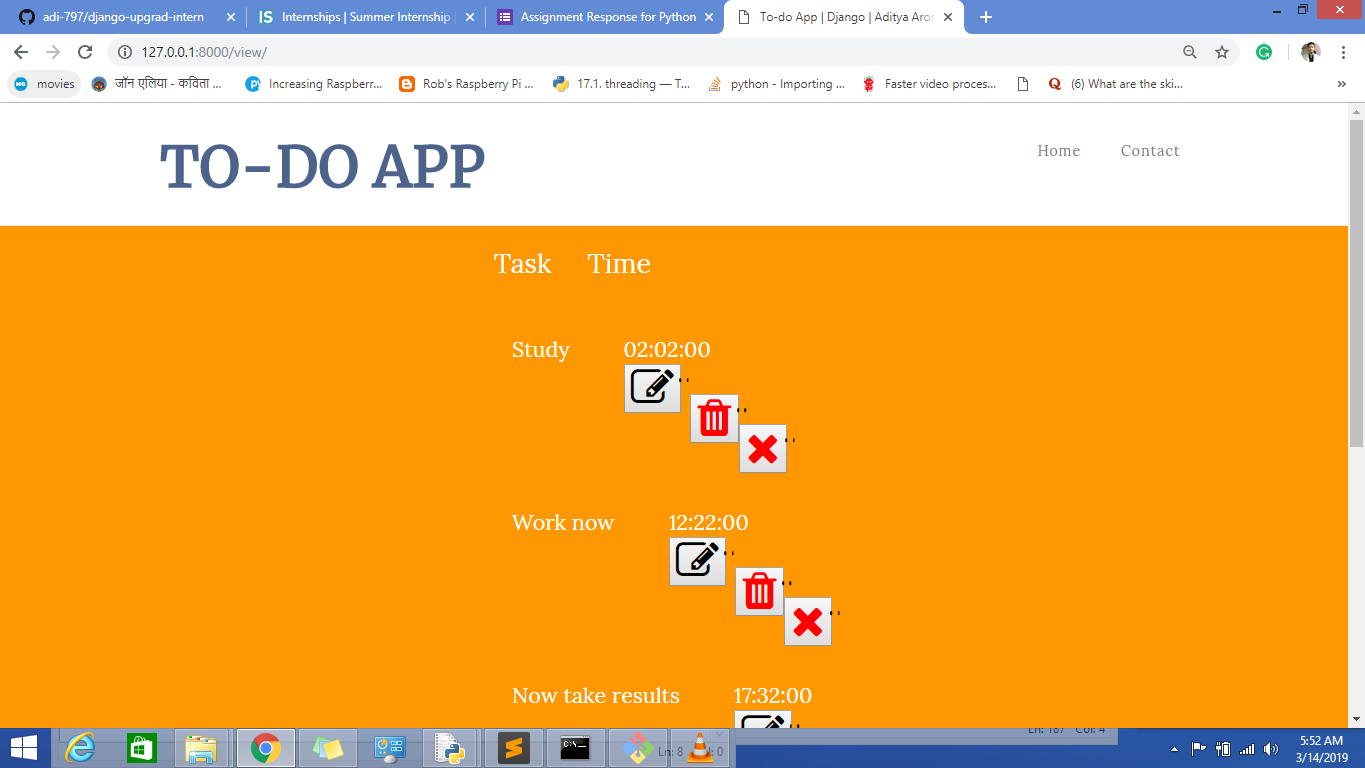 adi-797/django-upgrad-intern
IS Internships | Summer Internship |
Assignment Response for Python
To-do App | Django | Aditya Aror
127.0.0.1:8000/view/
MG movies
जॉन एलिया - कविता ...
Increasing Raspberr...
Rob's Raspberry Pi ...
17.1. threading — T...
python - Importing ...
Faster video proces...
(6) What are the ski...
»
TO-DO APP
Home
Contact
Task
Time
Study
02:02:00
Work now
12:22:00
Now take results
17:32:00
Ln: 187 Col: 4
5:52 AM
3/14/2019